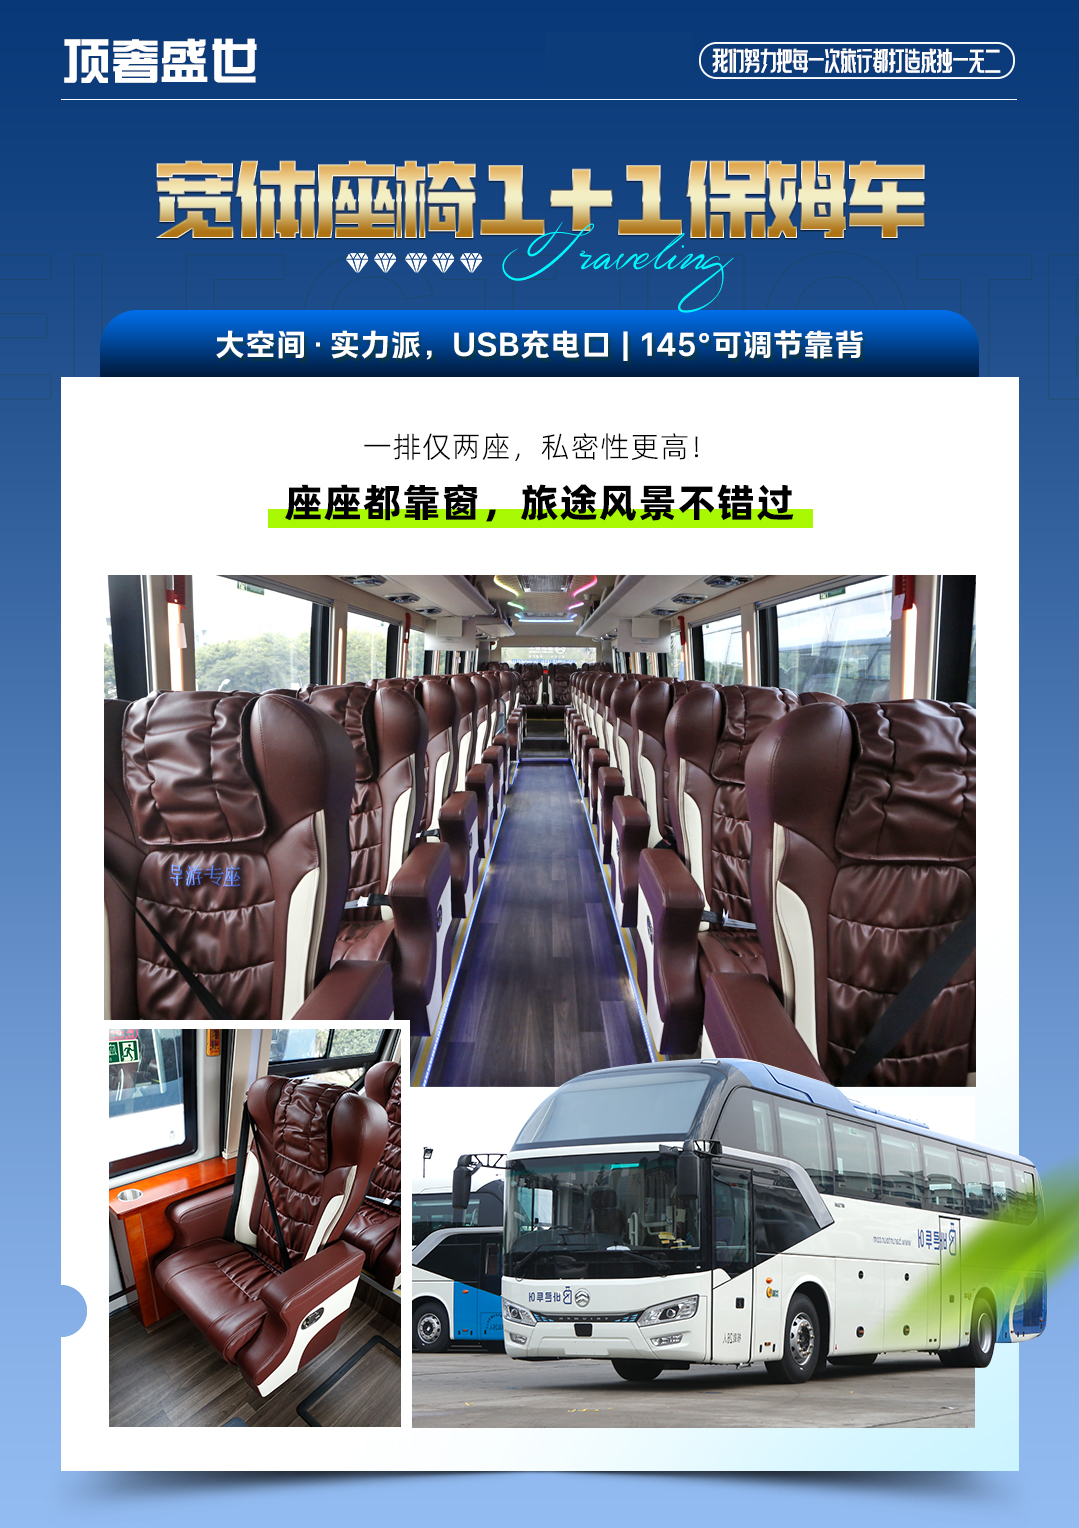 顶奢盛世
我们努力把每一次旅行都打造成独一无二
宽体座椅1+1保姆车
Traveling
大空间·实力派，USB充电口 | 145°可调节靠背
一排仅两座，私密性更高！
座座都靠窗，旅途风景不错过
导游专座